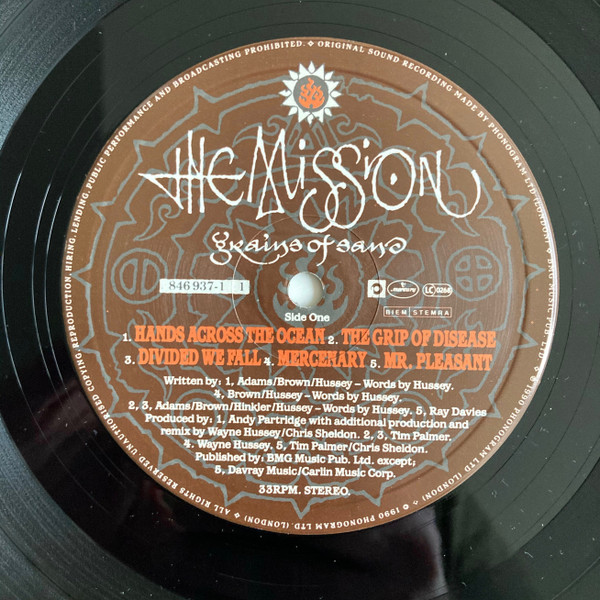 UNAUTHORISED COPYING, REPRODUCTION, HIRING, LENDING, PUBLIC PERFORMANCE AND BROADCASTING PROHIBITED. ❖ ORIGINAL SOUND RECORDING MADE BY PHONOGRAM LTD. (LONDON)
❖ 1990 PHONOGRAM LTD (LONDON) ❖ ALL RIGHTS RESERVED
THE MISSION
grains of sand
846 937-1 1
mercury
LC 0268
BIEM STEMRA
Side One
1. HANDS ACROSS THE OCEAN 2. THE GRIP OF DISEASE
3. DIVIDED WE FALL 4. MERCENARY 5. MR. PLEASANT
Written by: 1, Adams/Brown/Hussey – Words by Hussey.
4, Brown/Hussey – Words by Hussey.
2, 3, Adams/Brown/Hinkler/Hussey – Words by Hussey. 5, Ray Davies
Produced by: 1, Andy Partridge with additional production and
remix by Wayne Hussey/Chris Sheldon. 2, 3, Tim Palmer.
4. Wayne Hussey. 5, Tim Palmer/Chris Sheldon.
Published by: BMG Music Pub. Ltd. except;
5, Davray Music/Carlin Music Corp.
33RPM. STEREO.